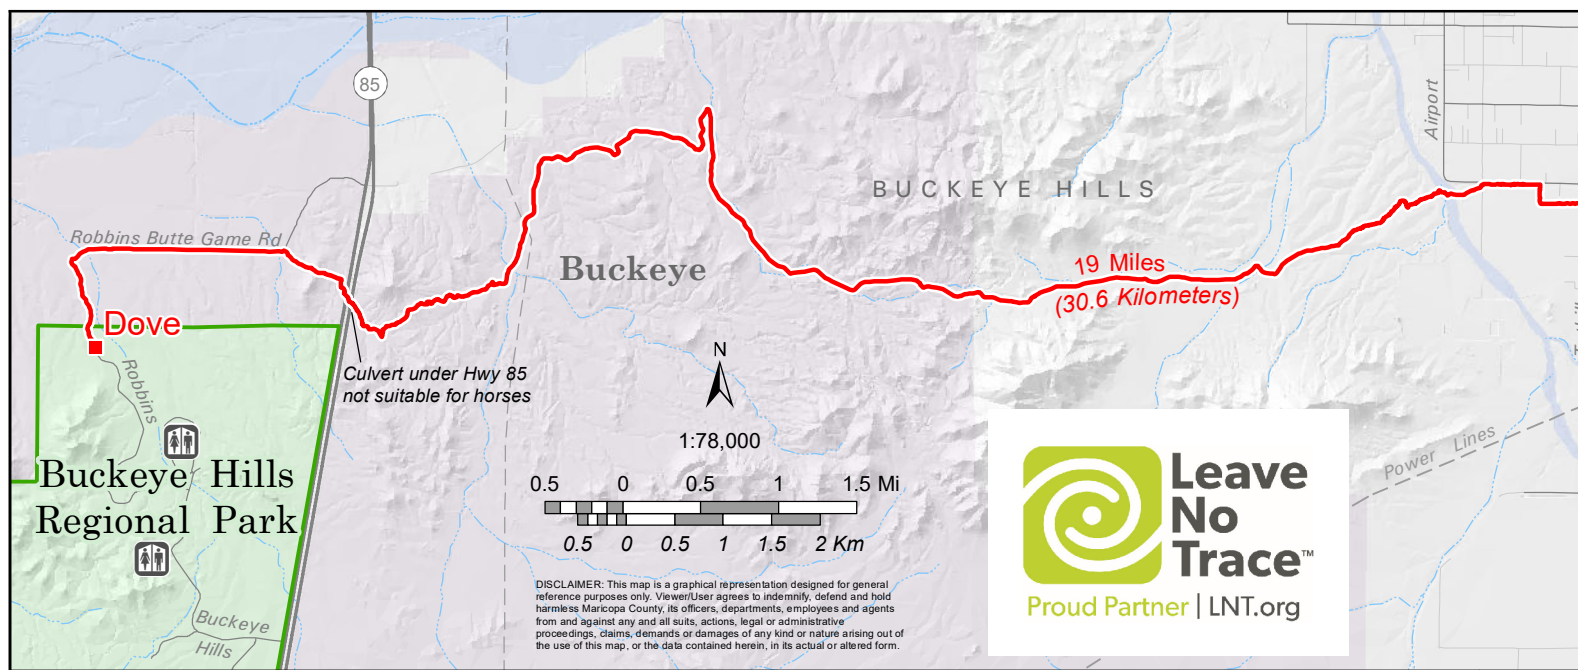 85
Airport
BUCKEYE HILLS
Robbins Butte Game Rd
Buckeye
19 Miles
(30.6 Kilometers)
Dove
Culvert under Hwy 85
not suitable for horses
Robbins
N
1:78,000
Power Lines
Buckeye Hills
Regional Park
0.5 0 0.5 1 1.5 Mi
0.5 0 0.5 1 1.5 2 Km
Leave
No
Trace™
Proud Partner | LNT.org
DISCLAIMER: This map is a graphical representation designed for general
reference purposes only. Viewer/User agrees to indemnify, defend and hold
harmless Maricopa County, its officers, departments, employees and agents
from and against any and all suits, actions, legal or administrative
proceedings, claims, demands or damages of any kind or nature arising out of
the use of this map, or the data contained herein, in its actual or altered form.
Buckeye
Hills